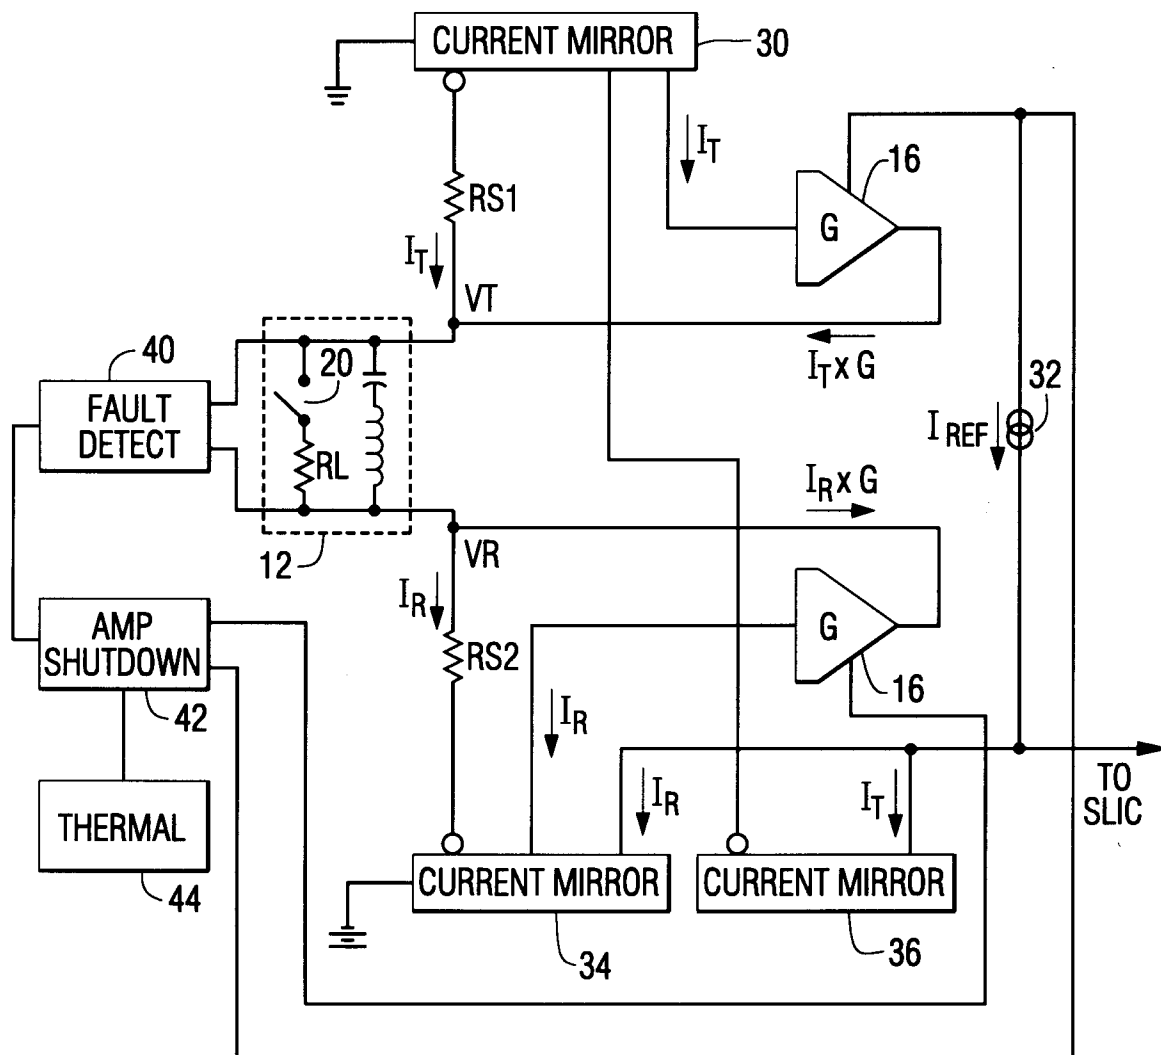 CURRENT MIRROR
30
I_T
16
RS1
G
I_T
VT
40
20
I_T x G
32
FAULT
DETECT
I_REF
RL
I_R x G
12
VR
I_R
AMP
SHUTDOWN
G
RS2
16
42
I_R
TO
SLIC
I_R
I_T
THERMAL
44
CURRENT MIRROR
CURRENT MIRROR
34
36